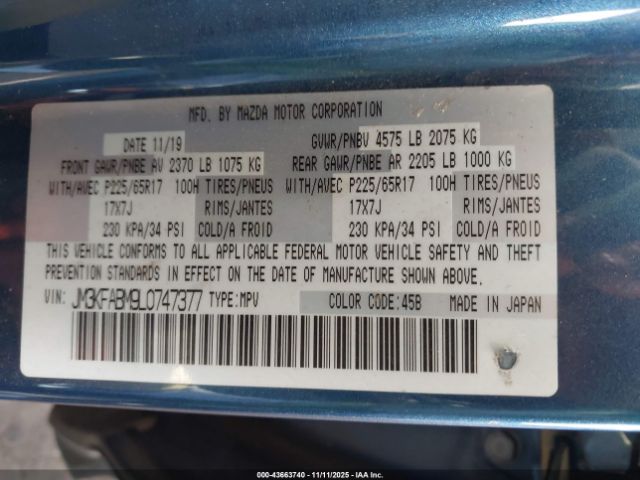 MFD. BY MAZDA MOTOR CORPORATION
DATE 11/19 GVWR/PNBV 4575 LB 2075 KG
FRONT GAWR/PNBE AV 2370 LB 1075 KG REAR GAWR/PNBE AR 2205 LB 1000 KG
WITH/AVEC P225/65R17 100H TIRES/PNEUS WITH/AVEC P225/65R17 100H TIRES/PNEUS
17X7J RIMS/JANTES 17X7J RIMS/JANTES
230 KPA/34 PSI COLD/A FROID 230 KPA/34 PSI COLD/A FROID
THIS VEHICLE CONFORMS TO ALL APPLICABLE FEDERAL MOTOR VEHICLE SAFETY AND THEFT
PREVENTION STANDARDS IN EFFECT ON THE DATE OF MANUFACTURE SHOWN ABOVE.
VIN: JM3KFABM9L0747377 TYPE:MPV COLOR CODE:45B MADE IN JAPAN
000-43663740 - 11/11/2025 - IAA, Inc.